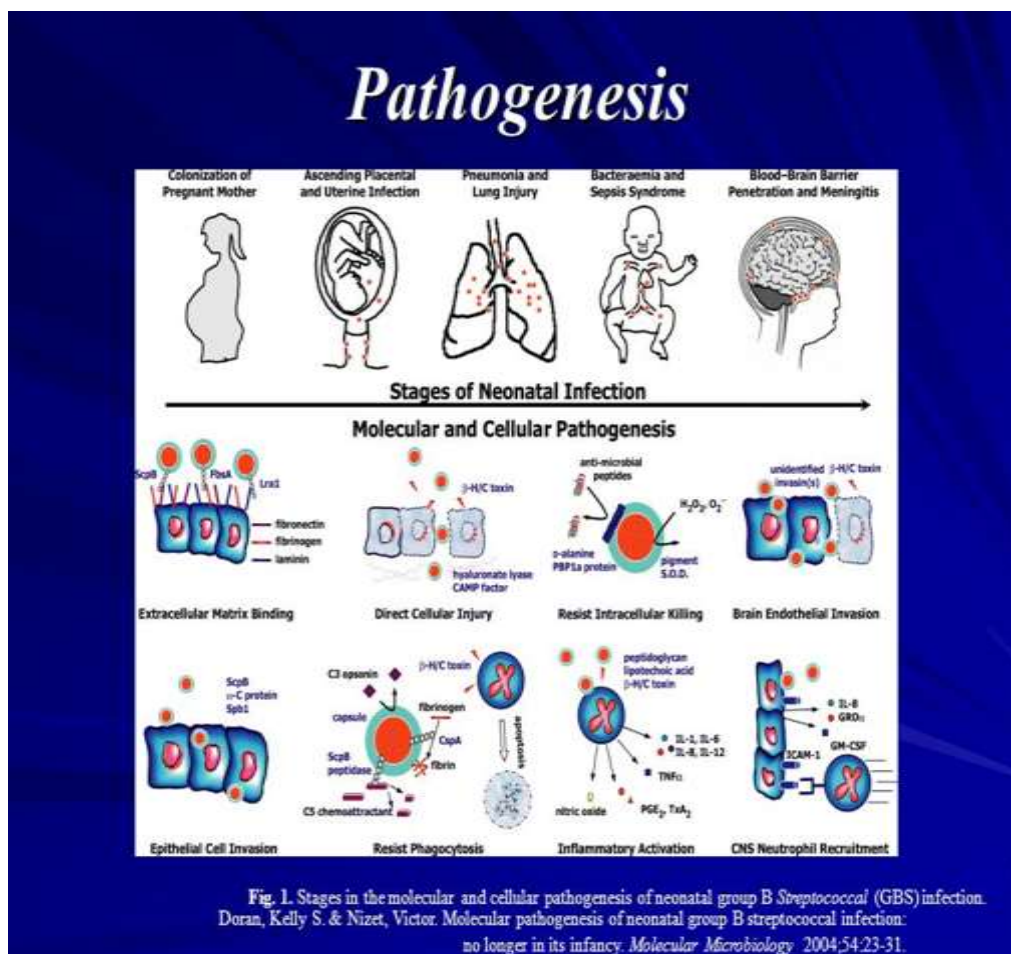 Pathogenesis
Colonization of
Pregnant Mother
Ascending Placental
and Uterine Infection
Pneumonia and
Lung Injury
Bacteraemia and
Sepsis Syndrome
Blood–Brain Barrier
Penetration and Meningitis
Stages of Neonatal Infection
Molecular and Cellular Pathogenesis
ScpB
FbsA
Lra1
fibronectin
fibrinogen
laminin
Extracellular Matrix Binding
β-H/C toxin
hyaluronate lyase
CAMP factor
Direct Cellular Injury
anti-microbial
peptides
H₂O₂, O₂⁻
D-alanine
PBP1a protein
pigment
S.O.D.
Resist Intracellular Killing
unidentified
invasin(s)
β-H/C toxin
Brain Endothelial Invasion
ScpB
α-C protein
Spb1
Epithelial Cell Invasion
C3 opsonin
β-H/C toxin
capsule
fibrinogen
CspA
ScpB
peptidase
fibrin
apoptosis
C5 chemoattractant
Resist Phagocytosis
peptidoglycan
lipotechoic acid
β-H/C toxin
IL-1, IL-6
IL-8, IL-12
TNFα
nitric oxide
PGE₂, TxA₂
Inflammatory Activation
IL-8
GROα
GM-CSF
ICAM-1
CNS Neutrophil Recruitment
Fig. 1. Stages in the molecular and cellular pathogenesis of neonatal group B Streptococcal (GBS) infection.
Doran, Kelly S. & Nizet, Victor. Molecular pathogenesis of neonatal group B streptococcal infection:
no longer in its infancy. Molecular Microbiology 2004;54:23-31.